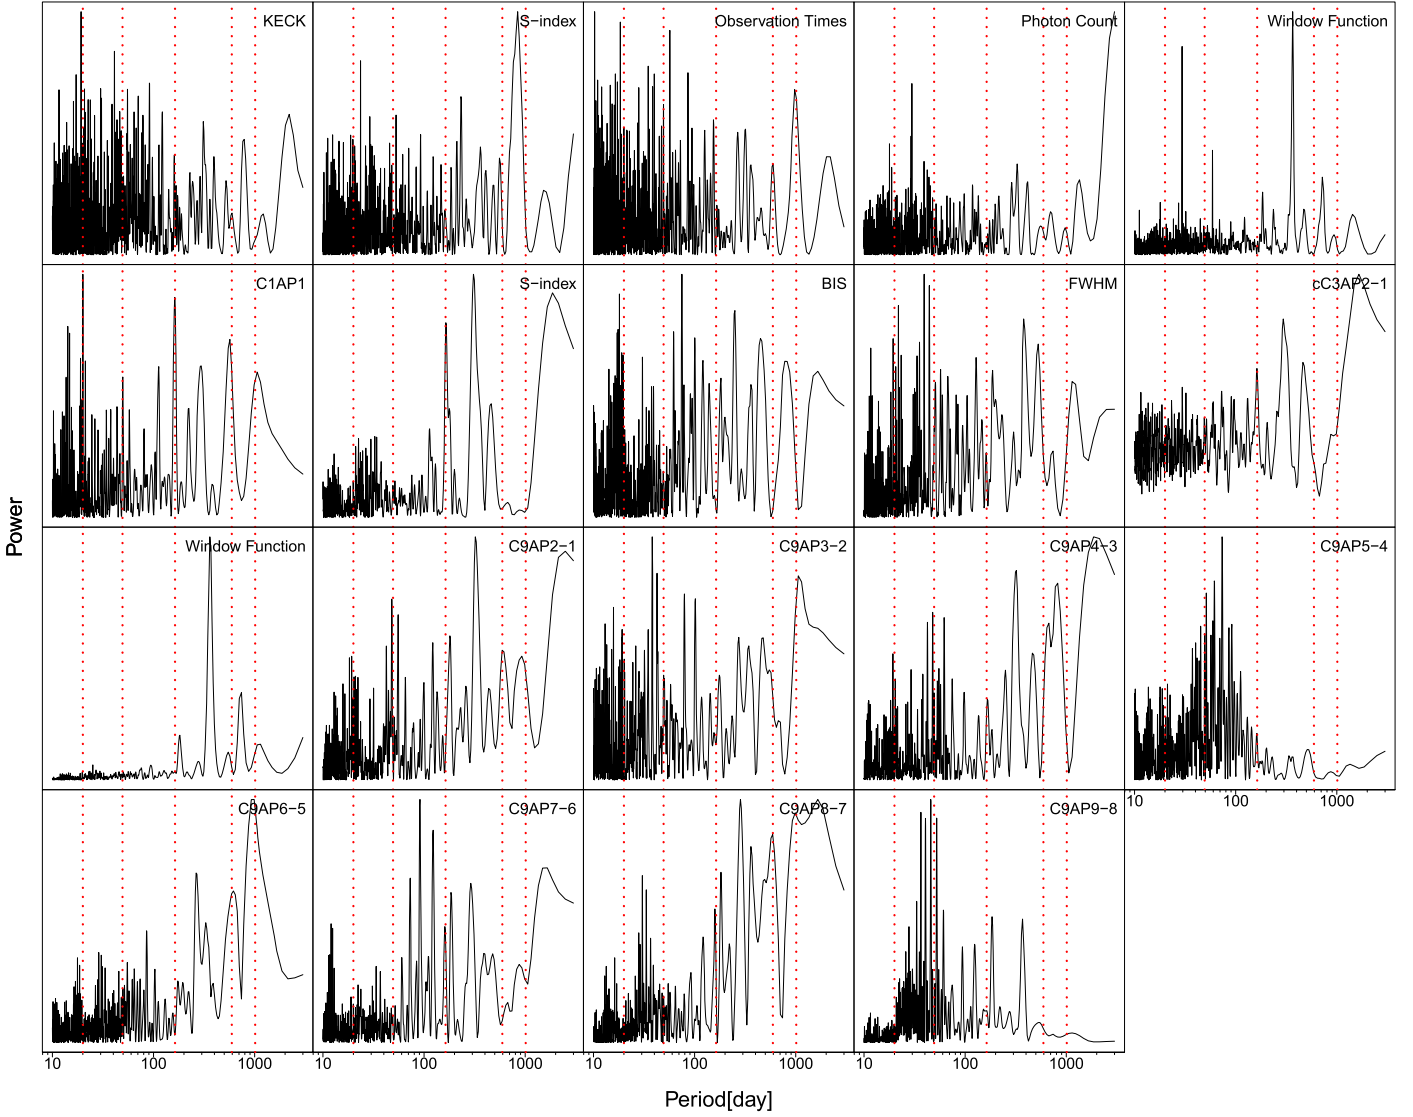 KECK
S−index
Observation Times
Photon Count
Window Function
C1AP1
S−index
BIS
FWHM
cC3AP2−1
Window Function
C9AP2−1
C9AP3−2
C9AP4−3
C9AP5−4
10 100 1000
C9AP6−5
C9AP7−6
C9AP8−7
C9AP9−8
10 100 1000
10 100 1000
10 100 1000
10 100 1000
Power
Period[day]